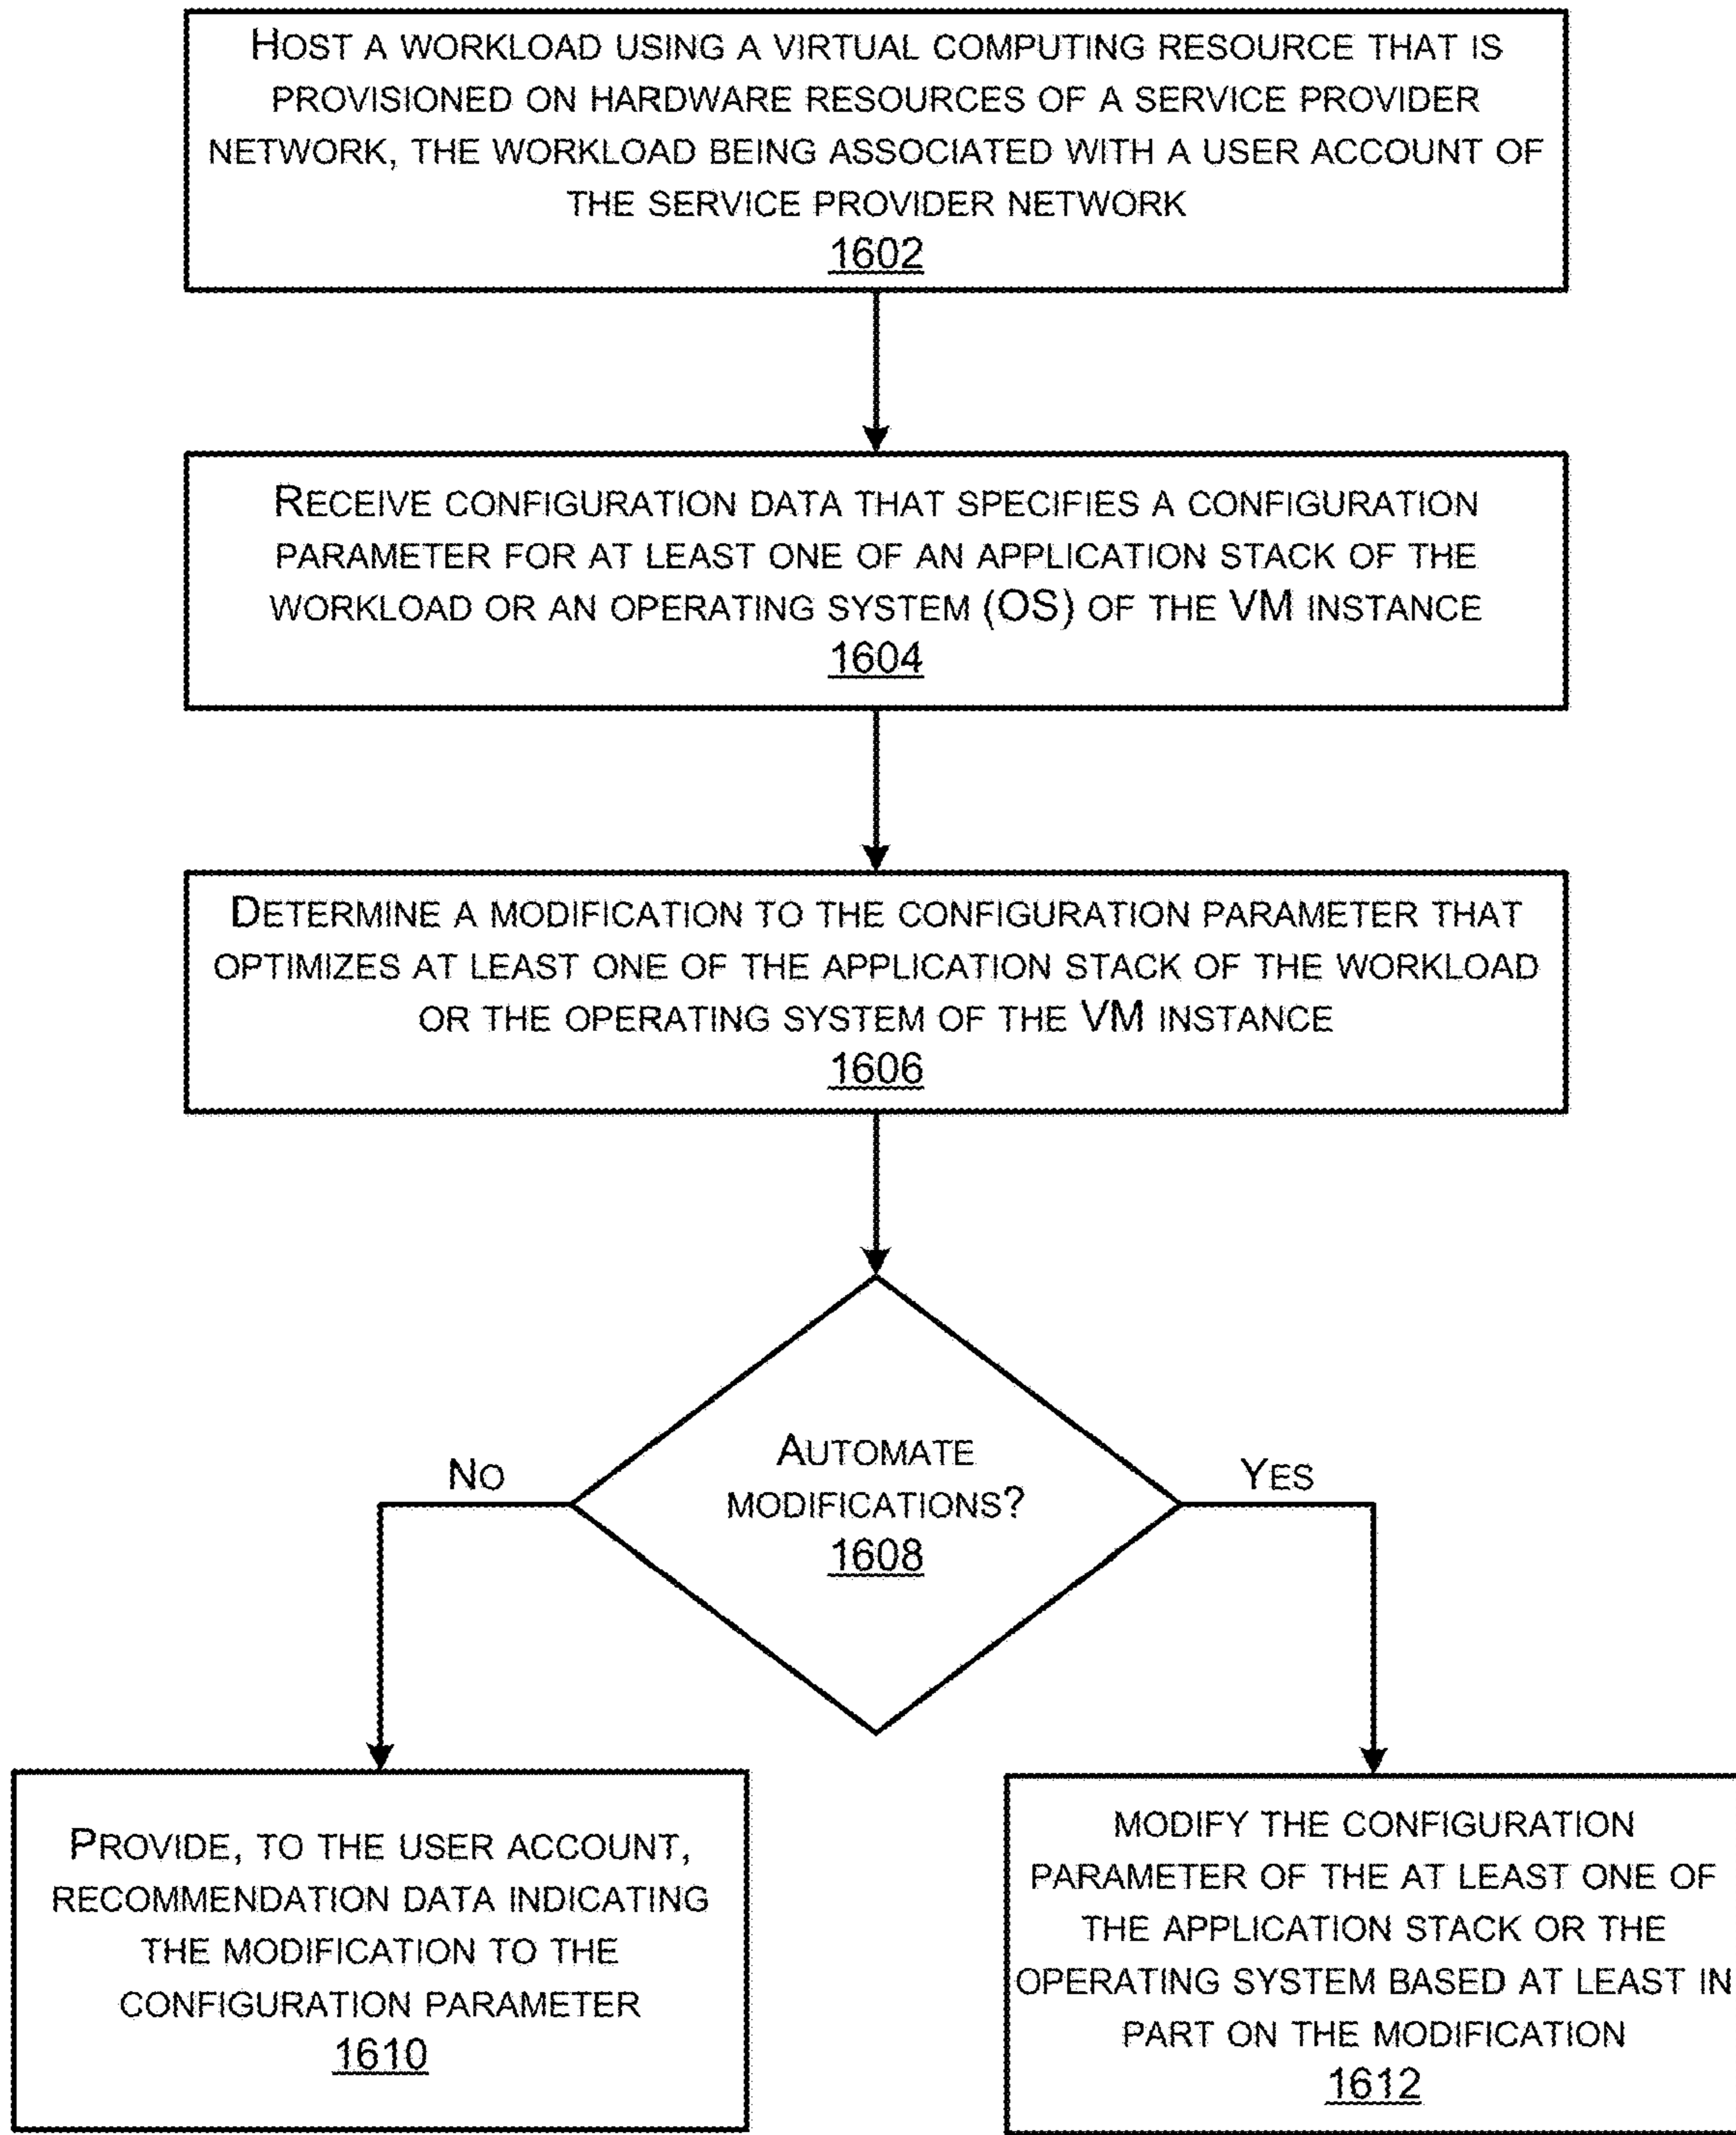 HOST A WORKLOAD USING A VIRTUAL COMPUTING RESOURCE THAT IS
PROVISIONED ON HARDWARE RESOURCES OF A SERVICE PROVIDER
NETWORK, THE WORKLOAD BEING ASSOCIATED WITH A USER ACCOUNT OF
THE SERVICE PROVIDER NETWORK
1602
RECEIVE CONFIGURATION DATA THAT SPECIFIES A CONFIGURATION
PARAMETER FOR AT LEAST ONE OF AN APPLICATION STACK OF THE
WORKLOAD OR AN OPERATING SYSTEM (OS) OF THE VM INSTANCE
1604
DETERMINE A MODIFICATION TO THE CONFIGURATION PARAMETER THAT
OPTIMIZES AT LEAST ONE OF THE APPLICATION STACK OF THE WORKLOAD
OR THE OPERATING SYSTEM OF THE VM INSTANCE
1606
AUTOMATE
MODIFICATIONS?
1608
NO
YES
PROVIDE, TO THE USER ACCOUNT,
RECOMMENDATION DATA INDICATING
THE MODIFICATION TO THE
CONFIGURATION PARAMETER
1610
MODIFY THE CONFIGURATION
PARAMETER OF THE AT LEAST ONE OF
THE APPLICATION STACK OR THE
OPERATING SYSTEM BASED AT LEAST IN
PART ON THE MODIFICATION
1612